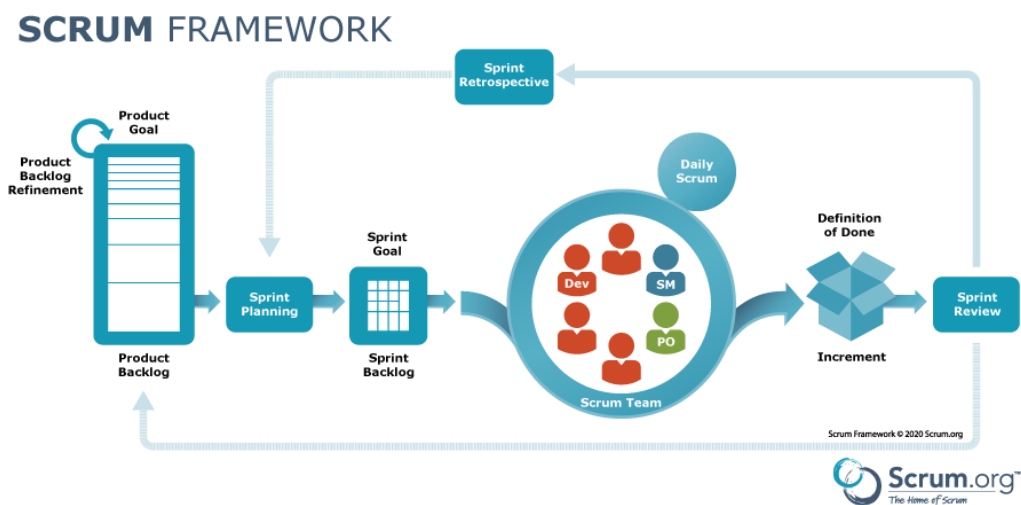 SCRUM FRAMEWORK
Sprint
Retrospective
Product
Goal
Product
Backlog
Refinement
Daily
Scrum
Definition
of Done
Sprint
Goal
Dev
SM
Sprint
Planning
Sprint
Review
PO
Product
Backlog
Sprint
Backlog
Increment
Scrum Team
Scrum Framework © 2020 Scrum.org
Scrum.org™
The Home of Scrum